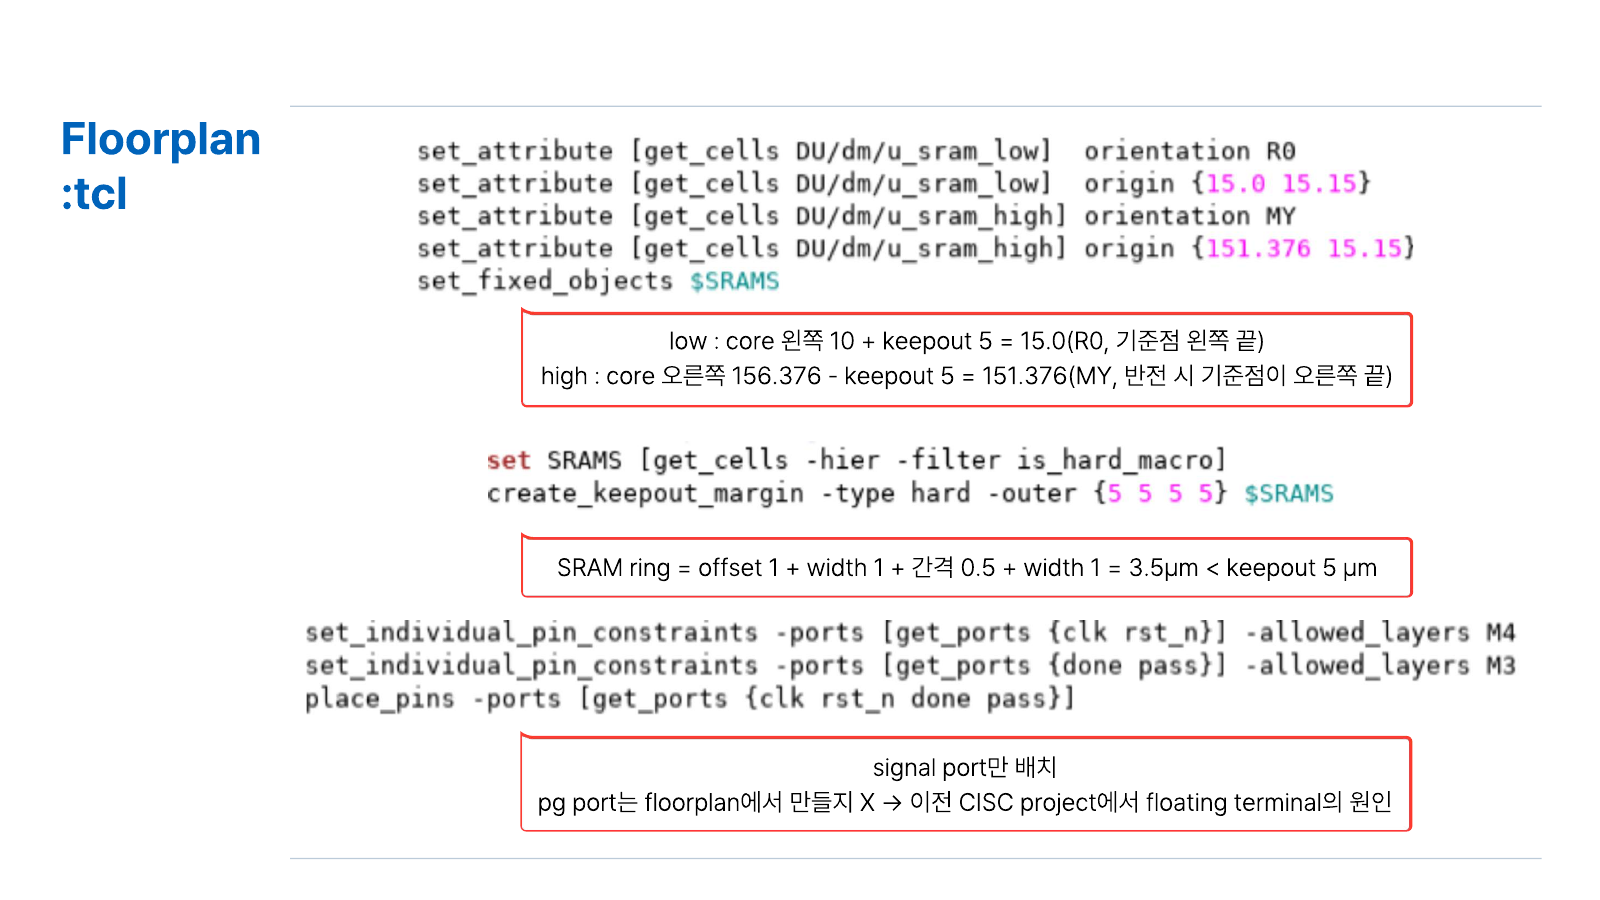 Floorplan
:tcl
set_attribute [get_cells DU/dm/u_sram_low]  orientation R0
set_attribute [get_cells DU/dm/u_sram_low]  origin {15.0 15.15}
set_attribute [get_cells DU/dm/u_sram_high] orientation MY
set_attribute [get_cells DU/dm/u_sram_high] origin {151.376 15.15}
set_fixed_objects $SRAMS
low : core 왼쪽 10 + keepout 5 = 15.0(R0, 기준점 왼쪽 끝)
high : core 오른쪽 156.376 - keepout 5 = 151.376(MY, 반전 시 기준점이 오른쪽 끝)
set SRAMS [get_cells -hier -filter is_hard_macro]
create_keepout_margin -type hard -outer {5 5 5 5} $SRAMS
SRAM ring = offset 1 + width 1 + 간격 0.5 + width 1 = 3.5μm < keepout 5 μm
set_individual_pin_constraints -ports [get_ports {clk rst_n}] -allowed_layers M4
set_individual_pin_constraints -ports [get_ports {done pass}] -allowed_layers M3
place_pins -ports [get_ports {clk rst_n done pass}]
signal port만 배치
pg port는 floorplan에서 만들지 X → 이전 CISC project에서 floating terminal의 원인